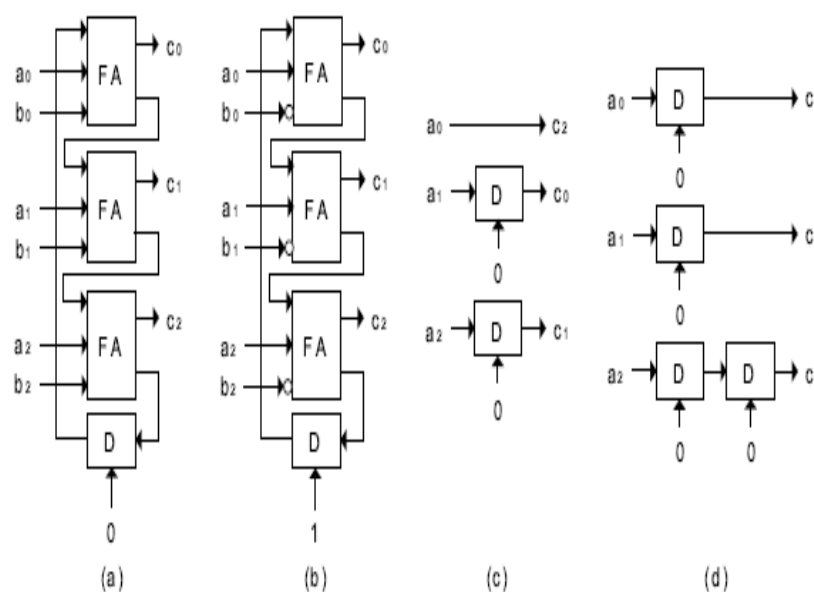 a₀
b₀
FA
c₀
a₁
b₁
FA
c₁
a₂
b₂
FA
c₂
D
0
(a)
a₀
b₀
FA
c₀
a₁
b₁
FA
c₁
a₂
b₂
FA
c₂
D
1
(b)
a₀ c₂
a₁ D c₀
0
a₂ D c₁
0
(c)
a₀ D c
0
a₁ D c
0
a₂ D D c
0 0
(d)